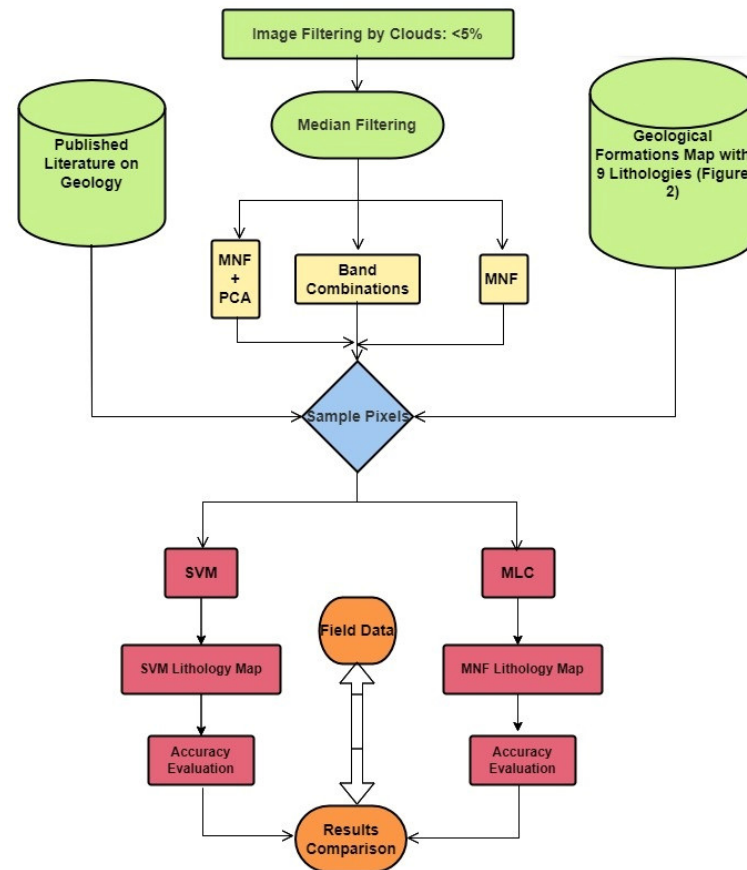 Image Filtering by Clouds: <5%
Median Filtering
Published
Literature on
Geology
Geological
Formations Map with
9 Lithologies (Figure
2)
MNF
+
PCA
Band
Combinations
MNF
Sample Pixels
SVM
MLC
Field Data
SVM Lithology Map
MNF Lithology Map
Accuracy
Evaluation
Accuracy
Evaluation
Results
Comparison